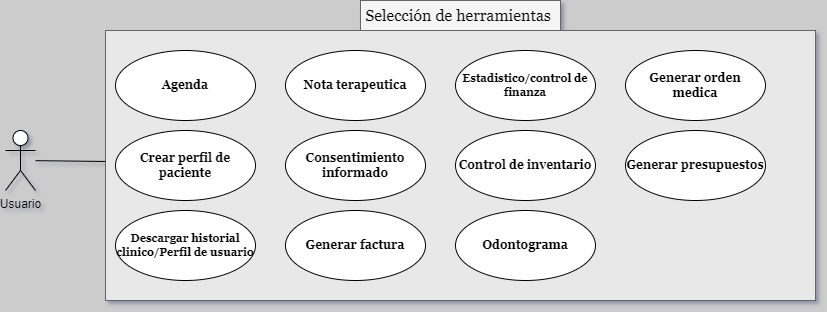 Selección de herramientas
Agenda
Nota terapeutica
Estadistico/control de
finanza
Generar orden
medica
Crear perfil de
paciente
Consentimiento
informado
Control de inventario
Generar presupuestos
Usuario
Descargar historial
clinico/Perfil de usuario
Generar factura
Odontograma